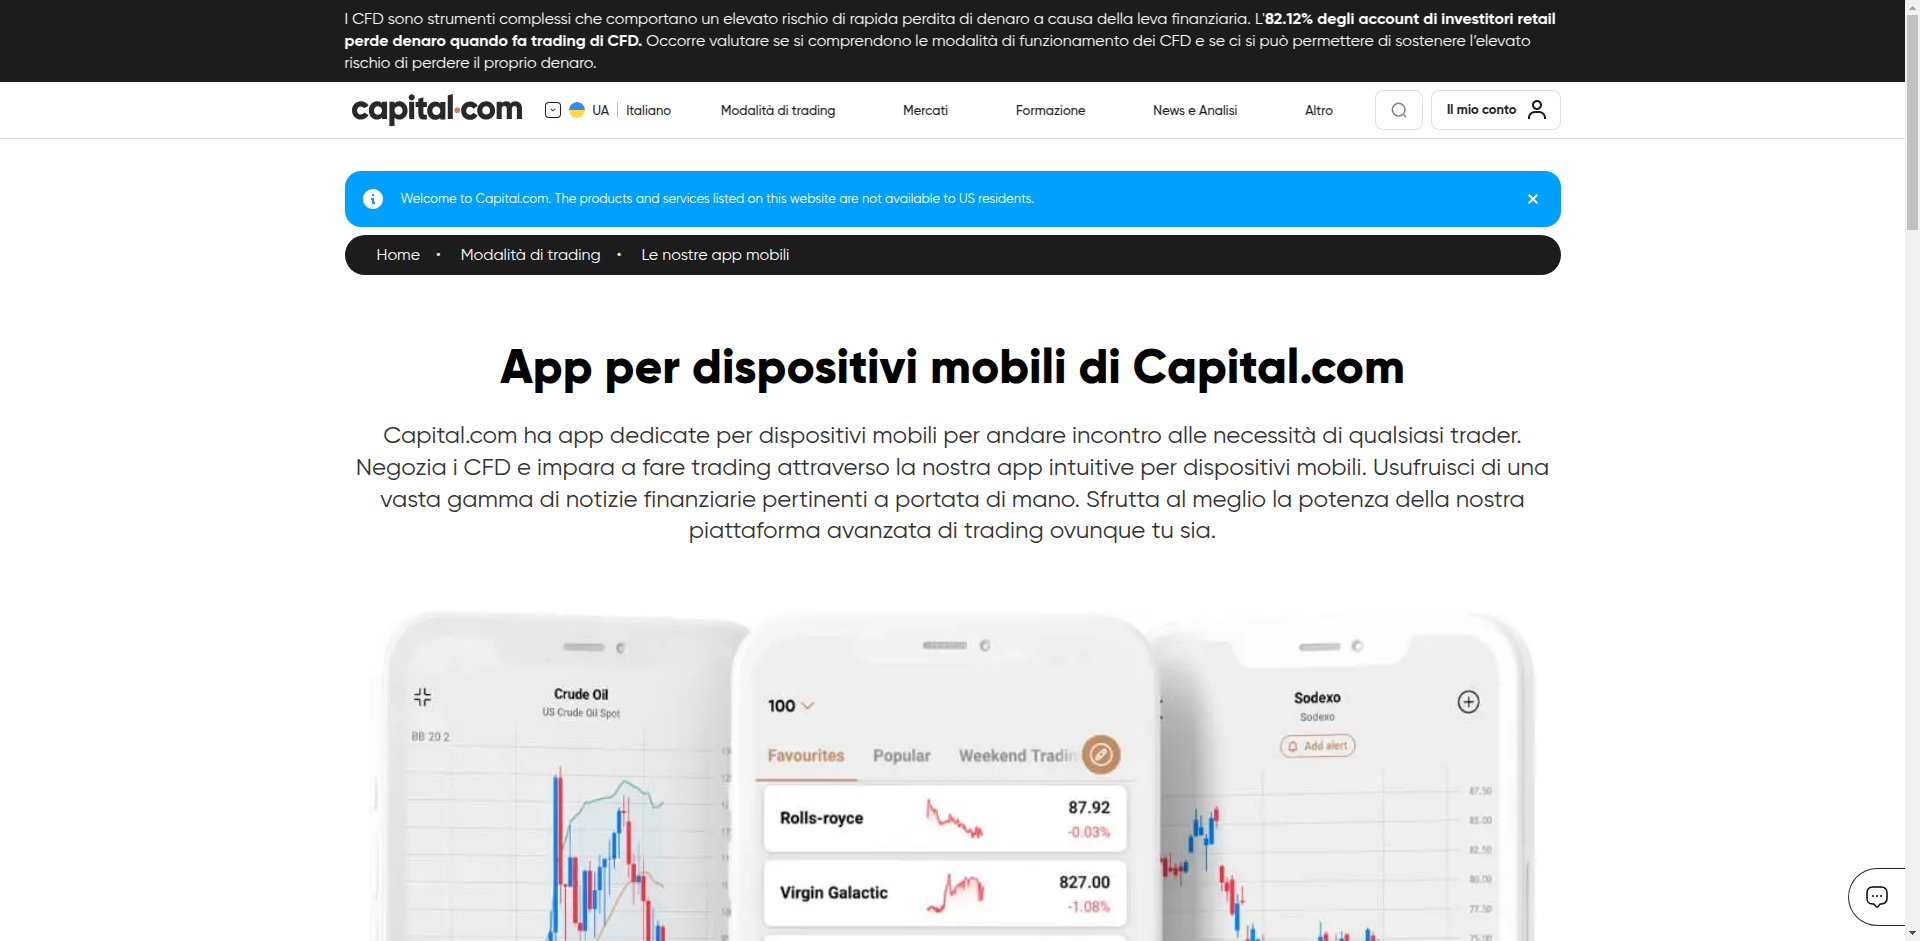 I CFD sono strumenti complessi che comportano un elevato rischio di rapida perdita di denaro a causa della leva finanziaria. L'82.12% degli account di investitori retail
perde denaro quando fa trading di CFD. Occorre valutare se si comprendono le modalità di funzionamento dei CFD e se ci si può permettere di sostenere l’elevato
rischio di perdere il proprio denaro.
capital.com UA Italiano Modalità di trading Mercati Formazione News e Analisi Altro Il mio conto
Welcome to Capital.com. The products and services listed on this website are not available to US residents.
Home • Modalità di trading • Le nostre app mobili
App per dispositivi mobili di Capital.com
Capital.com ha app dedicate per dispositivi mobili per andare incontro alle necessità di qualsiasi trader.
Negozia i CFD e impara a fare trading attraverso la nostra app intuitive per dispositivi mobili. Usufruisci di una
vasta gamma di notizie finanziarie pertinenti a portata di mano. Sfrutta al meglio la potenza della nostra
piattaforma avanzata di trading ovunque tu sia.
Crude Oil
US Crude Oil Spot
BB 20 2
100
Favourites Popular Weekend Tradin
Rolls-royce 87.92
-0.03%
Virgin Galactic 827.00
-1.08%
Sodexo
Sodexo
Add alert
87.50
85.00
82.50
80.00
77.50
75.00